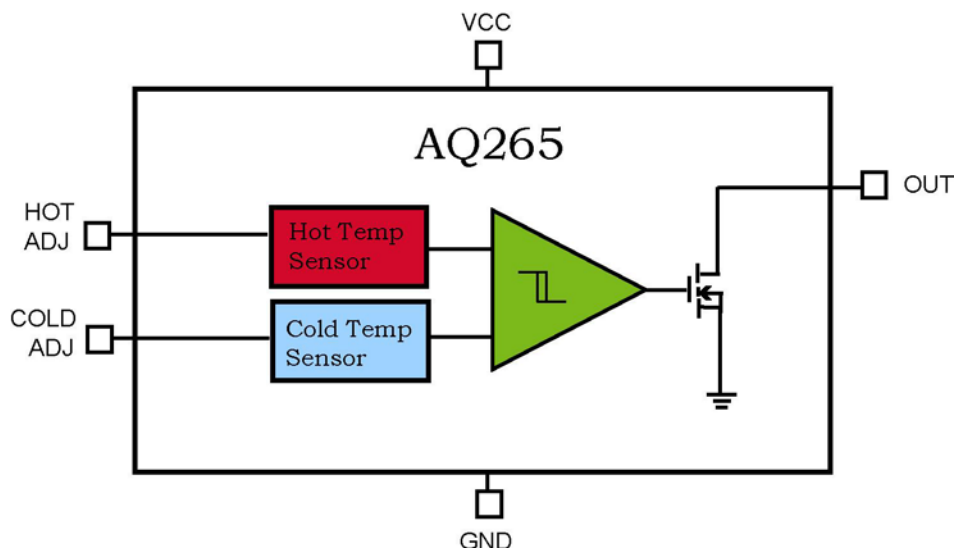 VCC
AQ265
OUT
HOT
ADJ
Hot Temp
Sensor
COLD
ADJ
Cold Temp
Sensor
GND